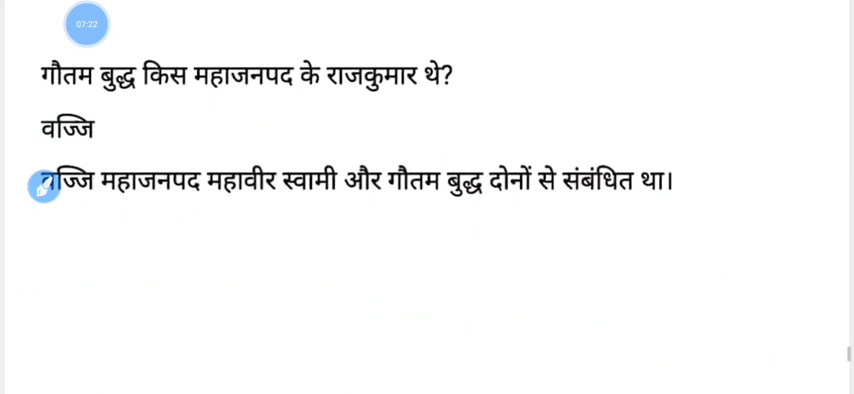 07:22
गौतम बुद्ध किस महाजनपद के राजकुमार थे?
वज्जि
वज्जि महाजनपद महावीर स्वामी और गौतम बुद्ध दोनों से संबंधित था।